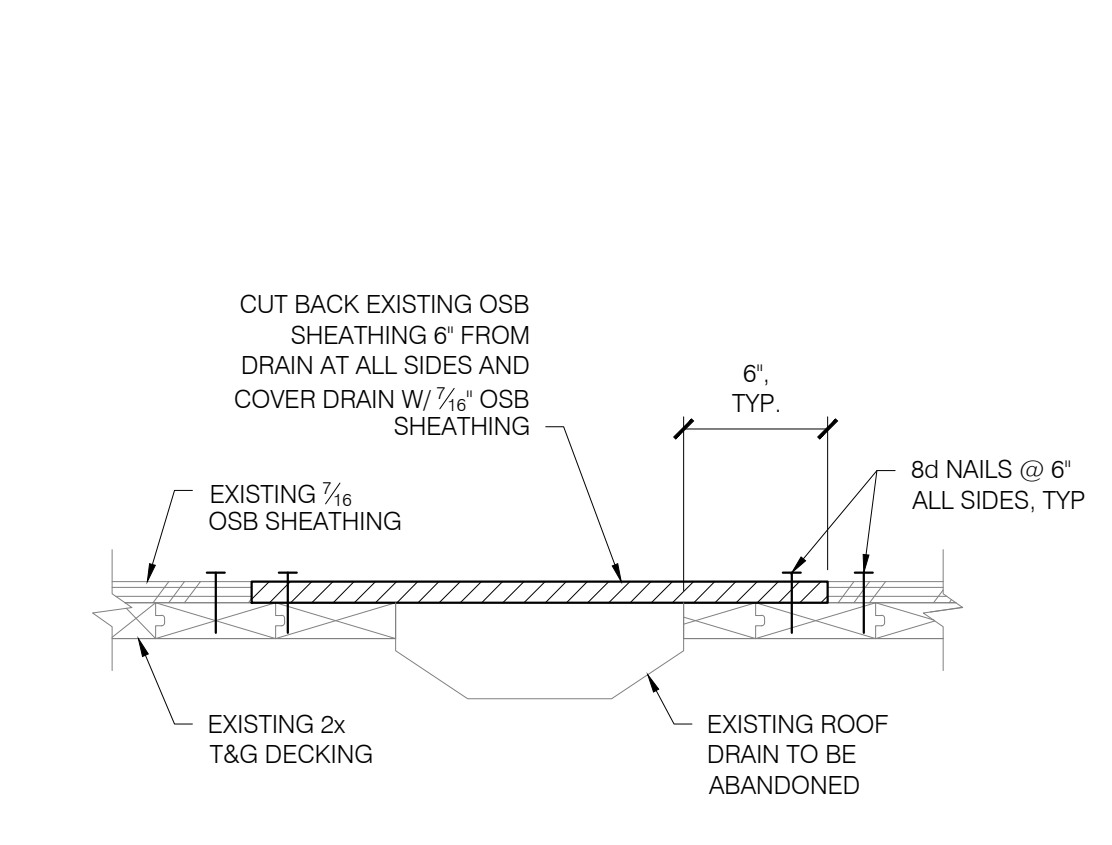 CUT BACK EXISTING OSB
SHEATHING 6" FROM
DRAIN AT ALL SIDES AND
COVER DRAIN W/ 7⁄16" OSB
SHEATHING
6",
TYP.
8d NAILS @ 6"
ALL SIDES, TYP
EXISTING 7⁄16
OSB SHEATHING
EXISTING 2x
T&G DECKING
EXISTING ROOF
DRAIN TO BE
ABANDONED